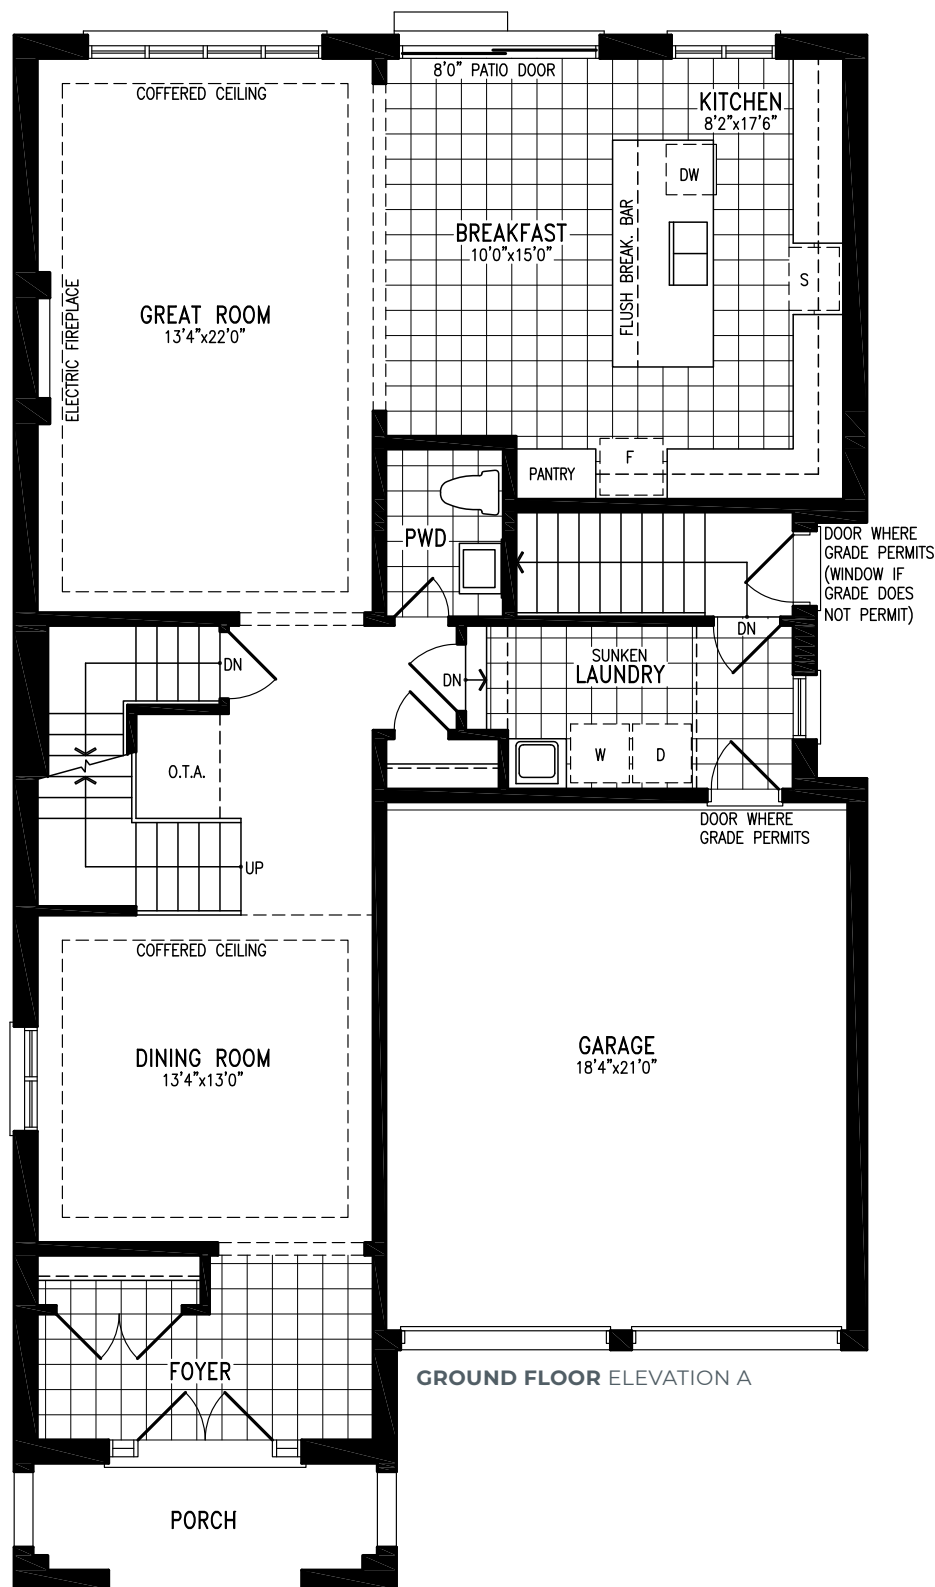 8'0" PATIO DOOR
COFFERED CEILING
KITCHEN
8'2"x17'6"
DW
BREAKFAST
10'0"x15'0"
FLUSH BREAK. BAR
S
GREAT ROOM
13'4"x22'0"
ELECTRIC FIREPLACE
F
PANTRY
PWD
DOOR WHERE
GRADE PERMITS
(WINDOW IF
GRADE DOES
NOT PERMIT)
DN
SUNKEN
LAUNDRY
DN
DN
W
D
O.T.A.
DOOR WHERE
GRADE PERMITS
UP
COFFERED CEILING
DINING ROOM
13'4"x13'0"
GARAGE
18'4"x21'0"
FOYER
GROUND FLOOR ELEVATION A
PORCH